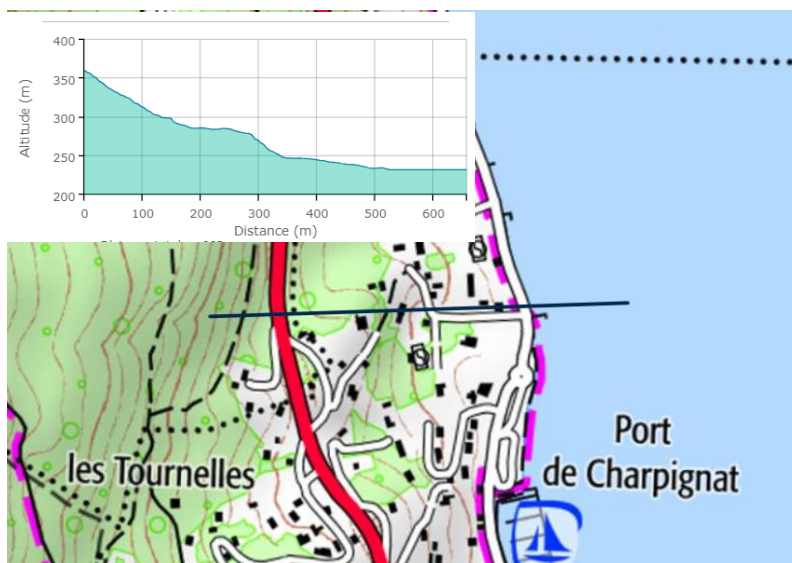 400
350
300
250
200
Altitude (m)
0 100 200 300 400 500 600
Distance (m)
les Tournelles
Port
de Charpignat